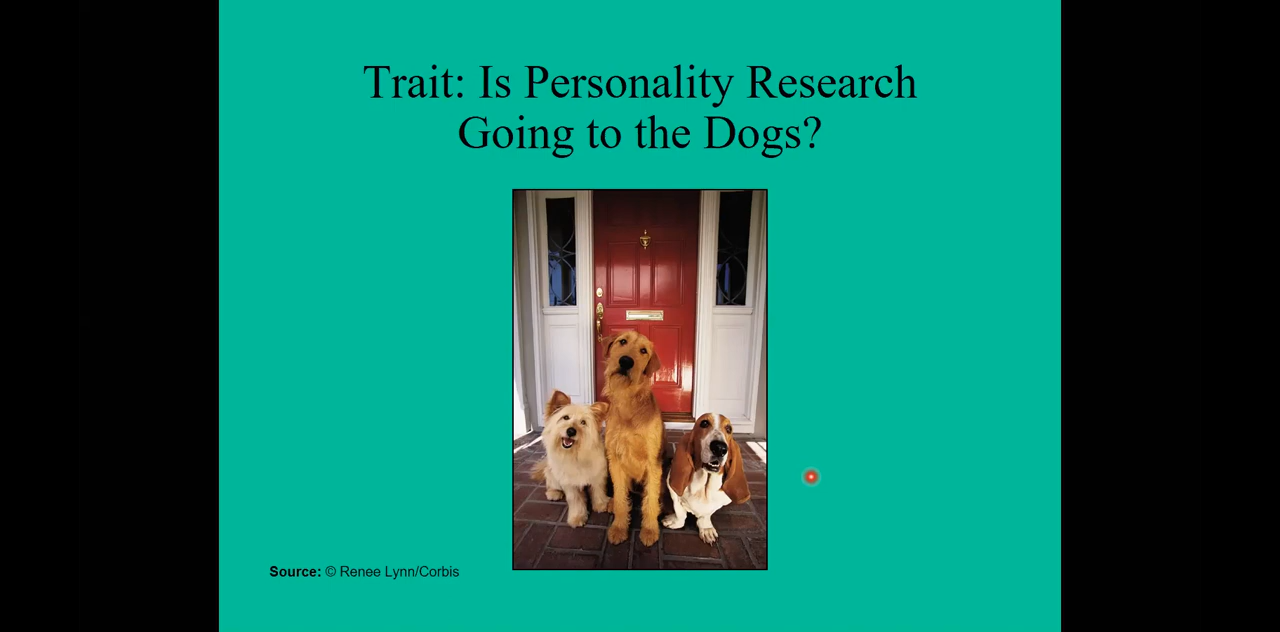 Trait: Is Personality Research
Going to the Dogs?
Source: © Renee Lynn/Corbis